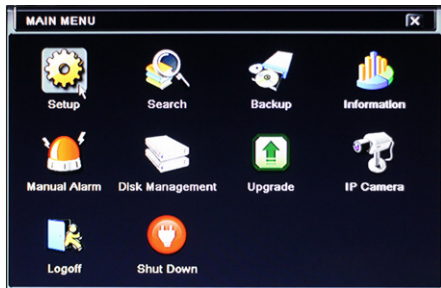 MAIN MENU
Setup Search Backup Information
Manual Alarm Disk Management Upgrade IP Camera
Logoff Shut Down